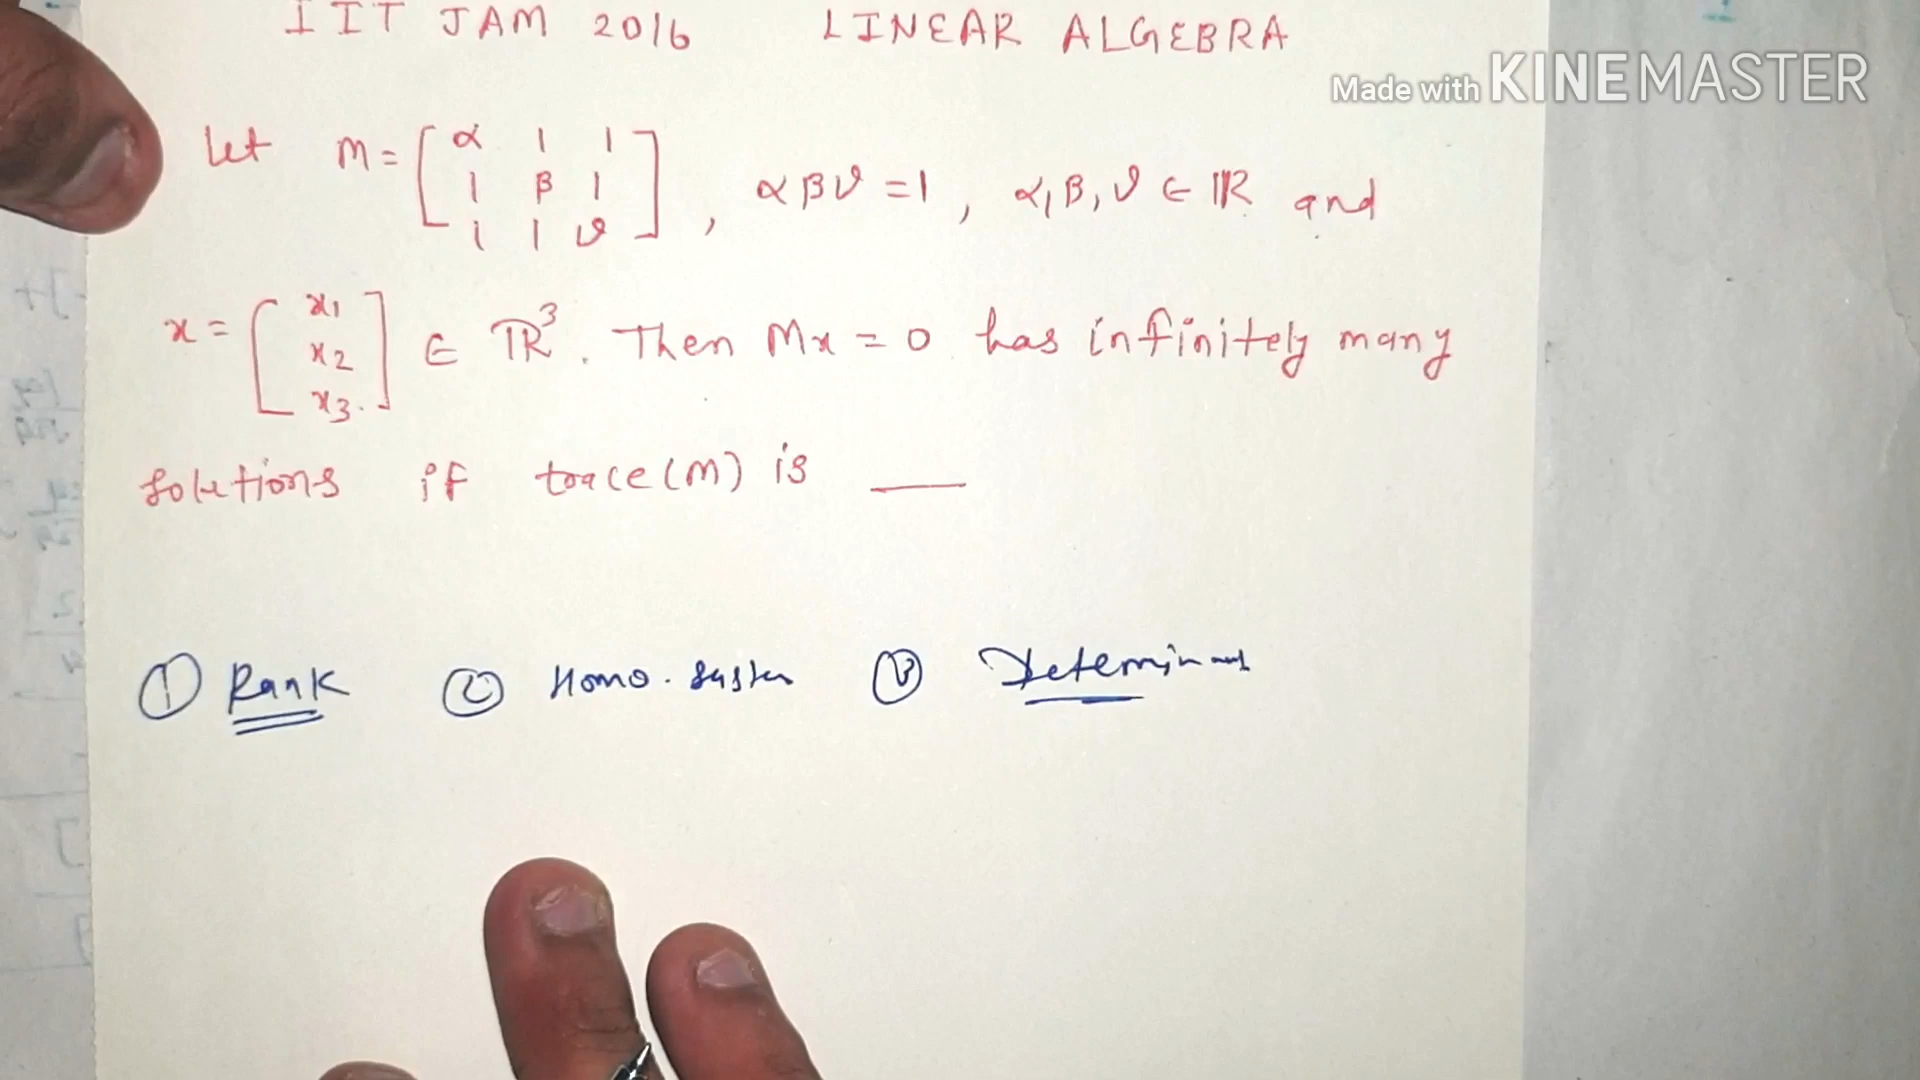 IIT JAM 2016 LINEAR ALGEBRA
Made with KINEMASTER
Let M = [ α 1 1
1 β 1
1 1 ϑ ] , αβϑ = 1 , α, β, ϑ ∈ ℝ and
x = [ x1
x2
x3 ] ∈ ℝ³. Then Mx = 0 has infinitely many
solutions if trace(M) is ___
① Rank ② Homo. ③ Determinant